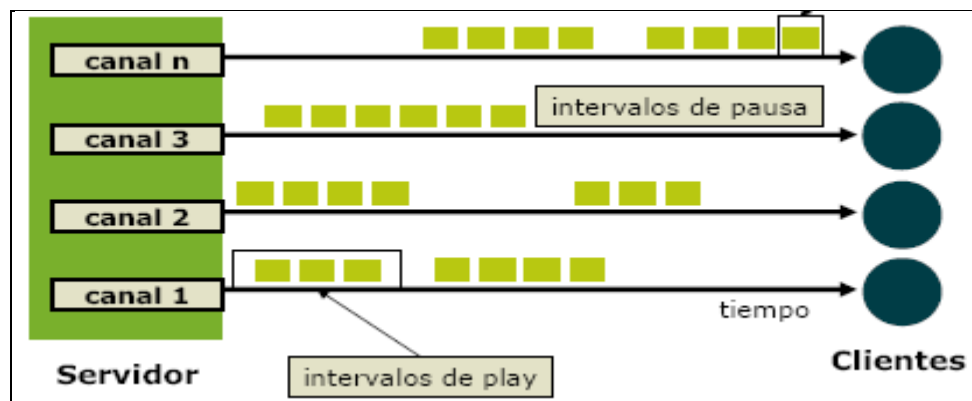 canal n
intervalos de pausa
canal 3
canal 2
canal 1
tiempo
Servidor
intervalos de play
Clientes